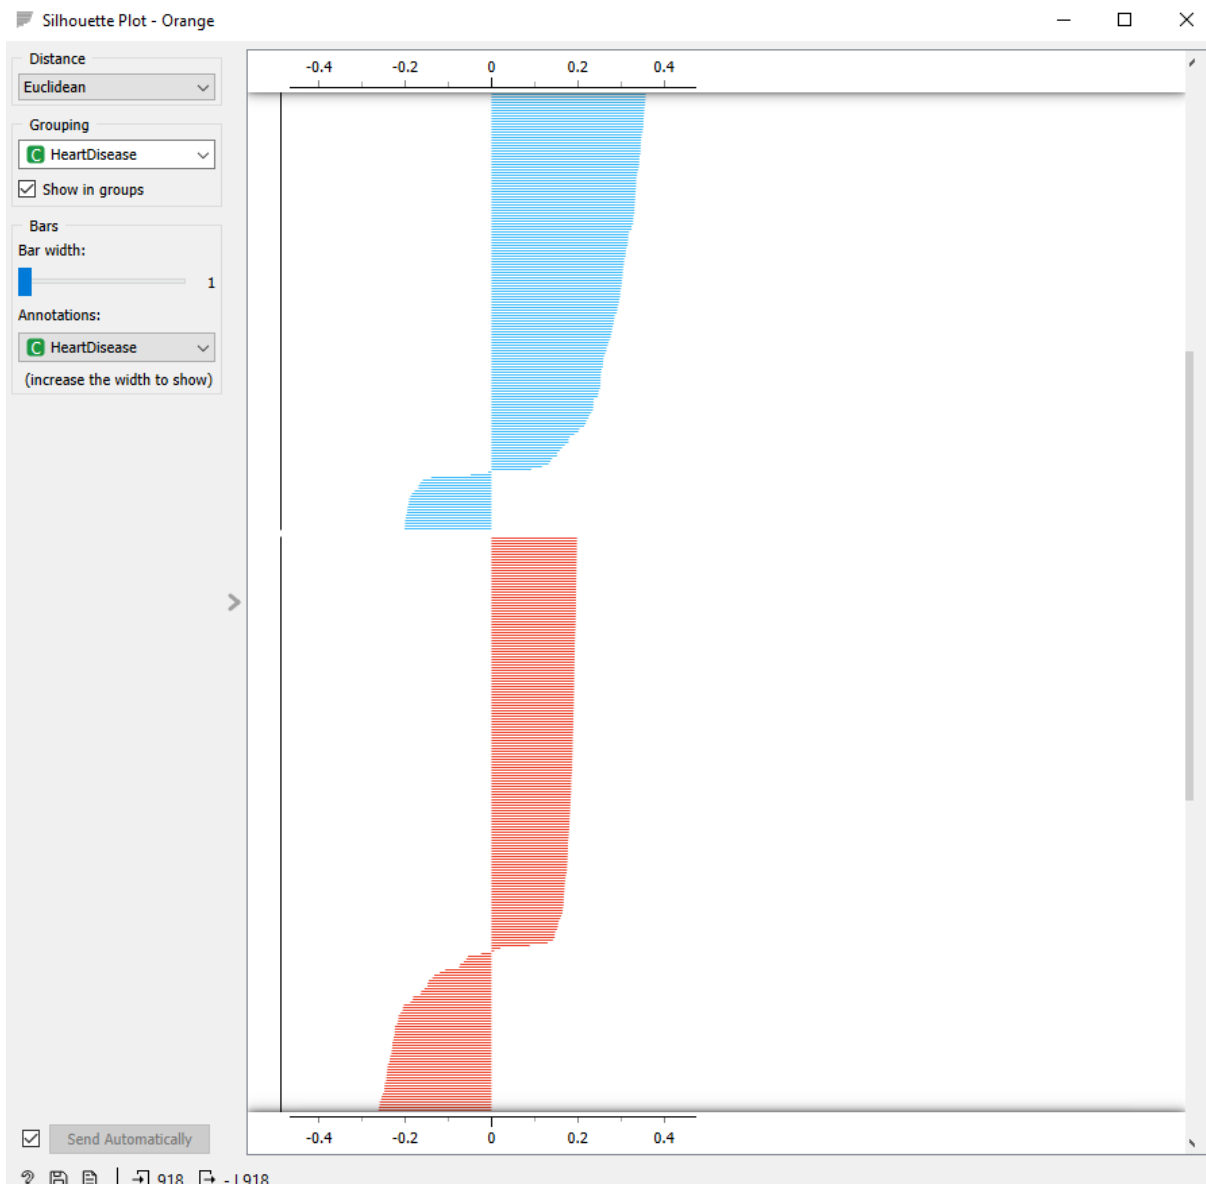 Silhouette Plot - Orange
Distance
Euclidean
Grouping
C HeartDisease
Show in groups
Bars
Bar width:
1
Annotations:
C HeartDisease
(increase the width to show)
-0.4 -0.2 0 0.2 0.4
-0.4 -0.2 0 0.2 0.4
Send Automatically
? 918 - | 918